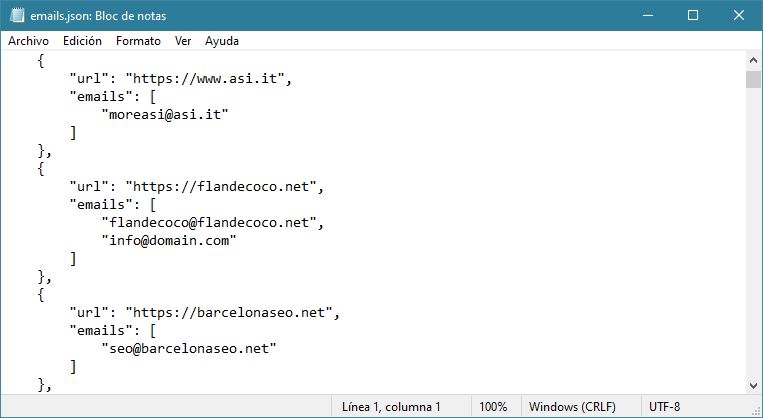 emails.json: Bloc de notas
Archivo Edición Formato Ver Ayuda
    {
        "url": "https://www.asi.it",
        "emails": [
            "moreasi@asi.it"
        ]
    },
    {
        "url": "https://flandecoco.net",
        "emails": [
            "flandecoco@flandecoco.net",
            "info@domain.com"
        ]
    },
    {
        "url": "https://barcelonaseo.net",
        "emails": [
            "seo@barcelonaseo.net"
        ]
    },
Línea 1, columna 1 100% Windows (CRLF) UTF-8